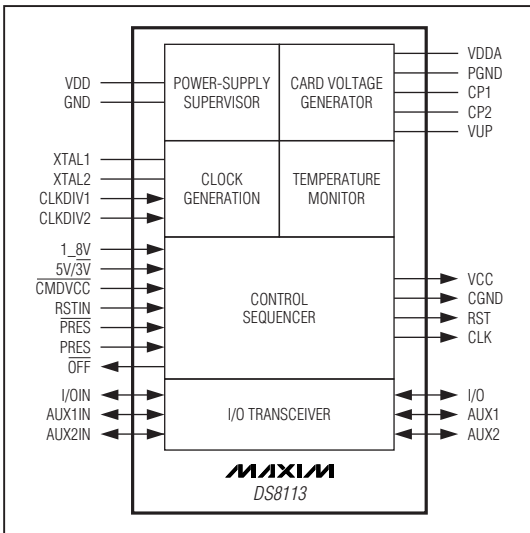 VDD
GND
XTAL1
XTAL2
CLKDIV1
CLKDIV2
1_8V
5V/3V
CMDVCC
RSTIN
PRES
PRES
OFF
I/OIN
AUX1IN
AUX2IN
POWER-SUPPLY
SUPERVISOR
CARD VOLTAGE
GENERATOR
CLOCK
GENERATION
TEMPERATURE
MONITOR
CONTROL
SEQUENCER
I/O TRANSCEIVER
MAXIM
DS8113
VDDA
PGND
CP1
CP2
VUP
VCC
CGND
RST
CLK
I/O
AUX1
AUX2